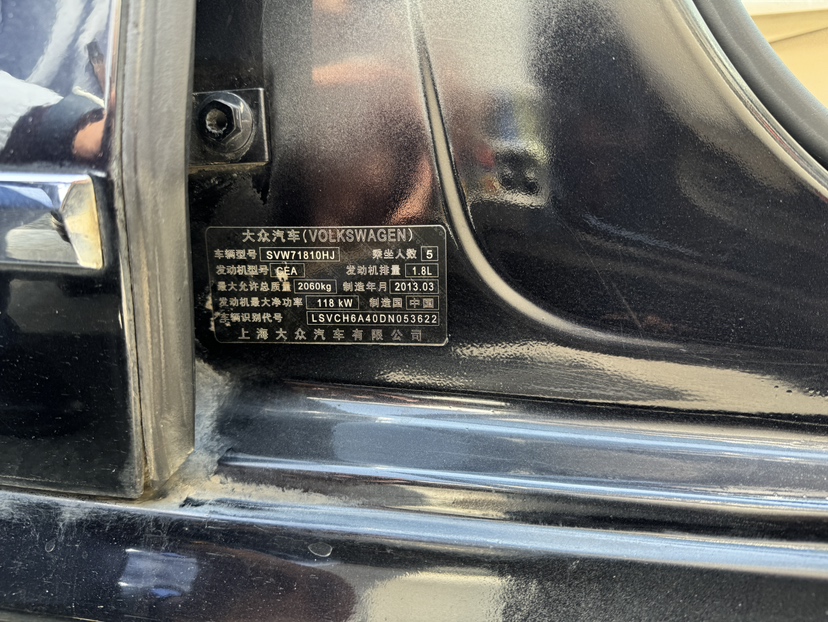 大众汽车(VOLKSWAGEN)
车辆型号 SVW71810HJ 乘坐人数 5
发动机型号 CEA 发动机排量 1.8L
最大允许总质量 2060kg 制造年月 2013.03
发动机最大净功率 118 kW 制造国 中国
车辆识别代号 LSVCH6A40DN053622
上海大众汽车有限公司